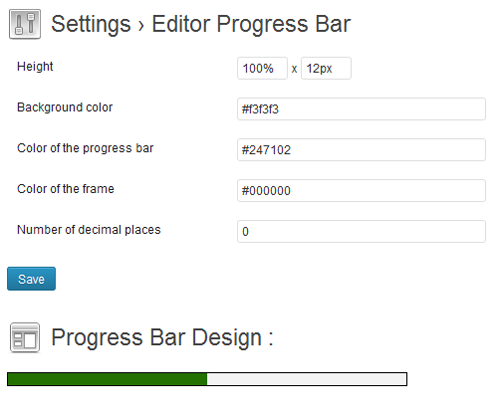 Settings › Editor Progress Bar
Height 100% x 12px
Background color #f3f3f3
Color of the progress bar #247102
Color of the frame #000000
Number of decimal places 0
Save
Progress Bar Design :